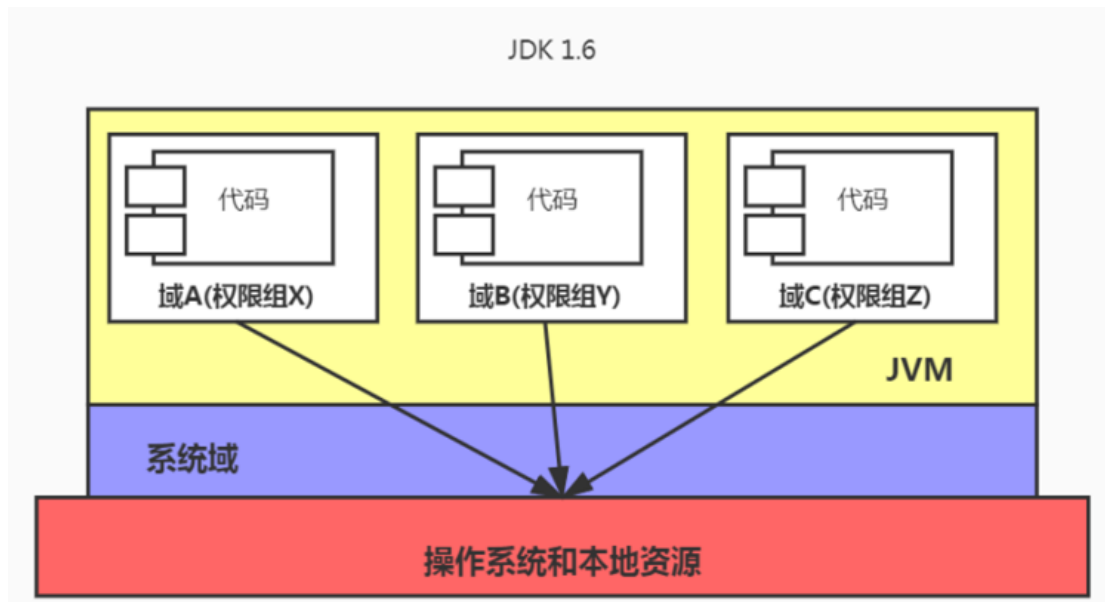 JDK 1.6
代码
代码
代码
域A(权限组X)
域B(权限组Y)
域C(权限组Z)
JVM
系统域
操作系统和本地资源